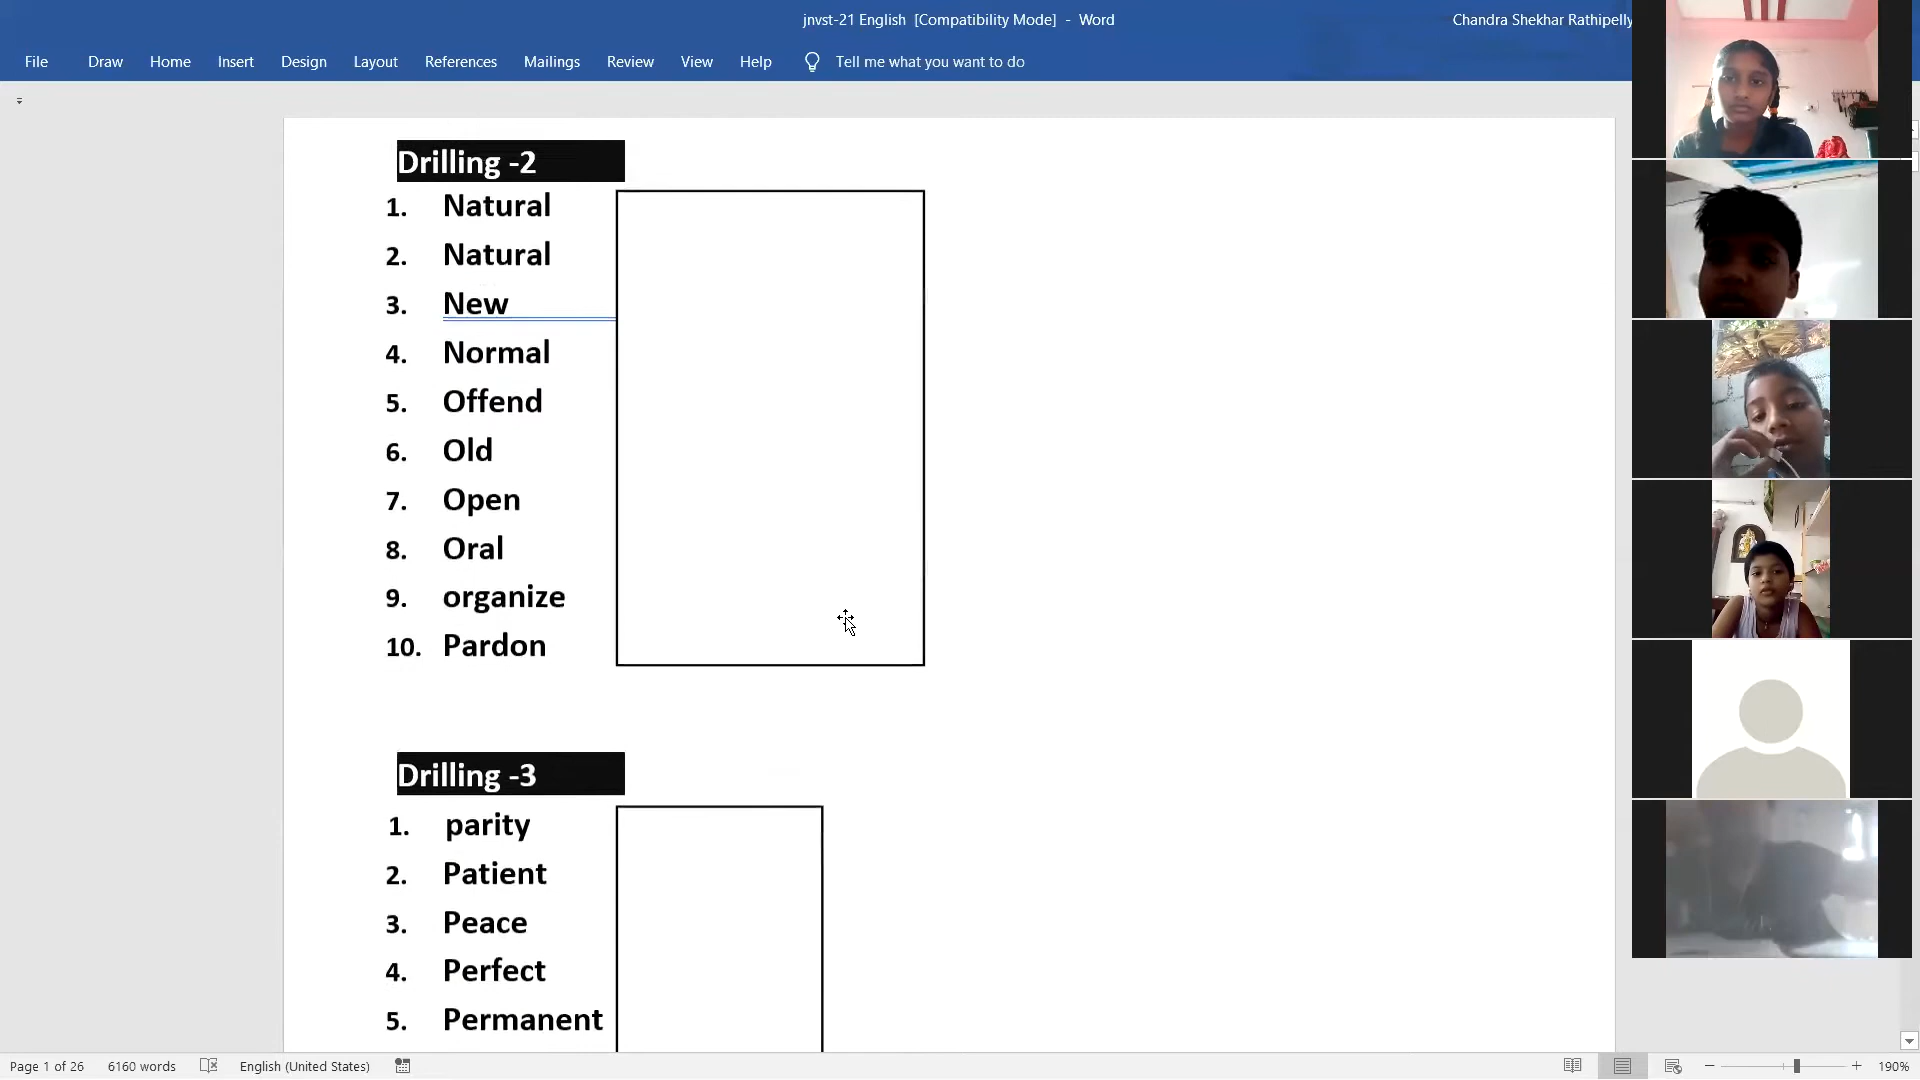 jnvst-21 English [Compatibility Mode] - Word
Chandra Shekhar Rathipelly
File Draw Home Insert Design Layout References Mailings Review View Help Tell me what you want to do
Drilling -2
1. Natural
2. Natural
3. New
4. Normal
5. Offend
6. Old
7. Open
8. Oral
9. organize
10. Pardon
Drilling -3
1. parity
2. Patient
3. Peace
4. Perfect
5. Permanent
Page 1 of 26 6160 words English (United States) 190%